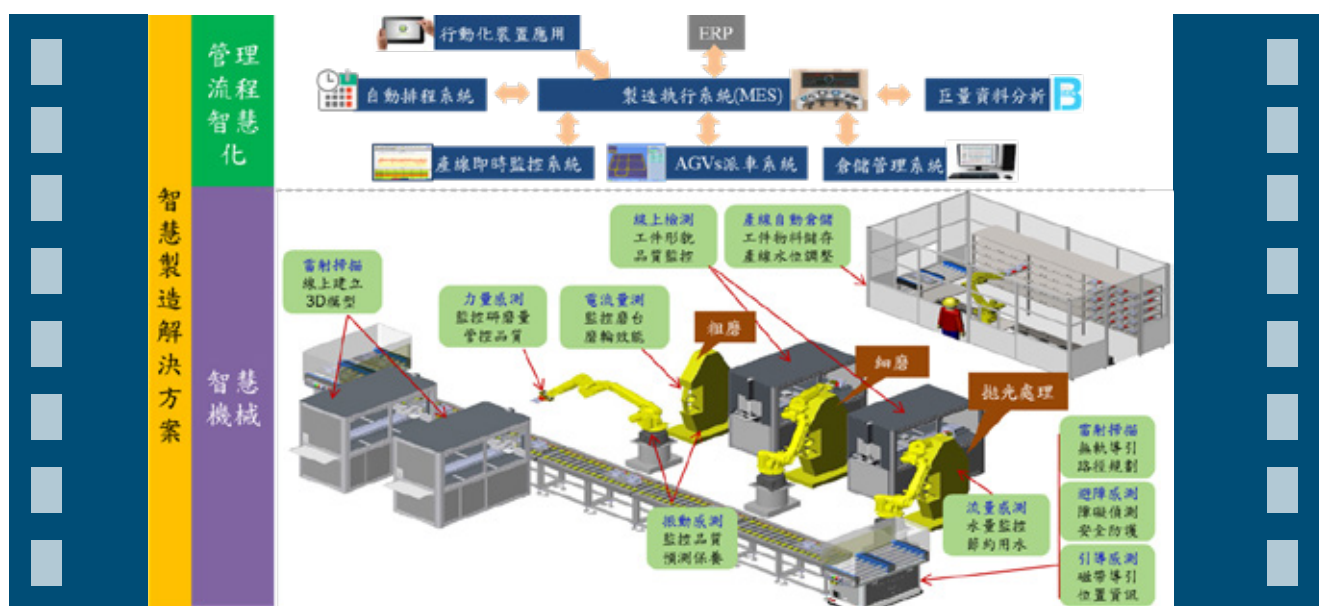 智慧製造解決方案
管理
流程
智慧
化
行動化裝置應用
ERP
自動排程系統
製造執行系統(MES)
巨量資料分析
產線即時監控系統
AGVs派車系統
倉儲管理系統
智慧
機械
雷射掃描
線上建立
3D模型
力量感測
監控研磨量
管控品質
電流量測
監控磨台
磨輪效能
線上檢測
工件形貌
品質監控
產線自動倉儲
工件物料儲存
產線水位調整
粗磨
細磨
拋光處理
振動感測
監控品質
預測保養
流量感測
水量監控
節約用水
雷射掃描
無軌導引
路徑規劃
避障感測
障礙偵測
安全防護
引導感測
磁帶導引
位置資訊